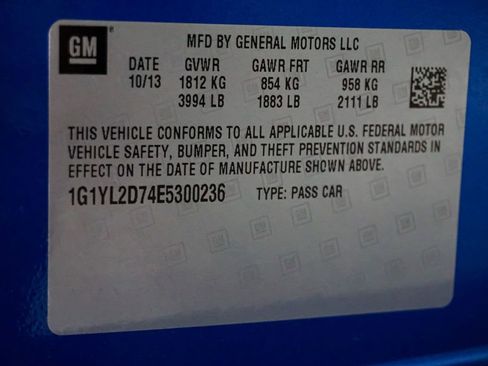 GM
MFD BY GENERAL MOTORS LLC
DATE GVWR GAWR FRT GAWR RR
10/13 1812 KG 854 KG 958 KG
3994 LB 1883 LB 2111 LB
THIS VEHICLE CONFORMS TO ALL APPLICABLE U.S. FEDERAL MOTOR
VEHICLE SAFETY, BUMPER, AND THEFT PREVENTION STANDARDS IN
EFFECT ON THE DATE OF MANUFACTURE SHOWN ABOVE.
1G1YL2D74E5300236 TYPE: PASS CAR